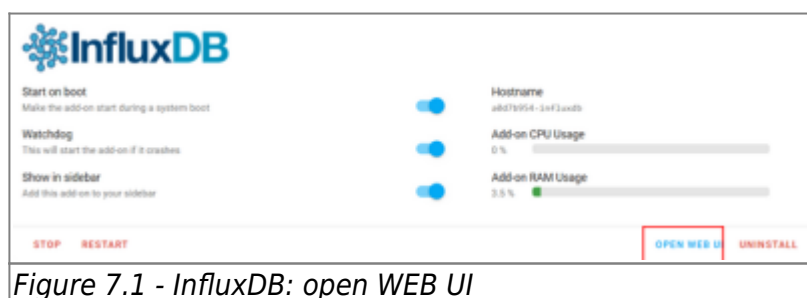 InfluxDB
Start on boot
Make the add-on start during a system boot
Hostname
a0d7b954-influxdb
Watchdog
This will start the add-on if it crashes
Add-on CPU Usage
0 %
Show in sidebar
Add this add-on to your sidebar
Add-on RAM Usage
3.5 %
STOP RESTART OPEN WEB U UNINSTALL
Figure 7.1 - InfluxDB: open WEB UI